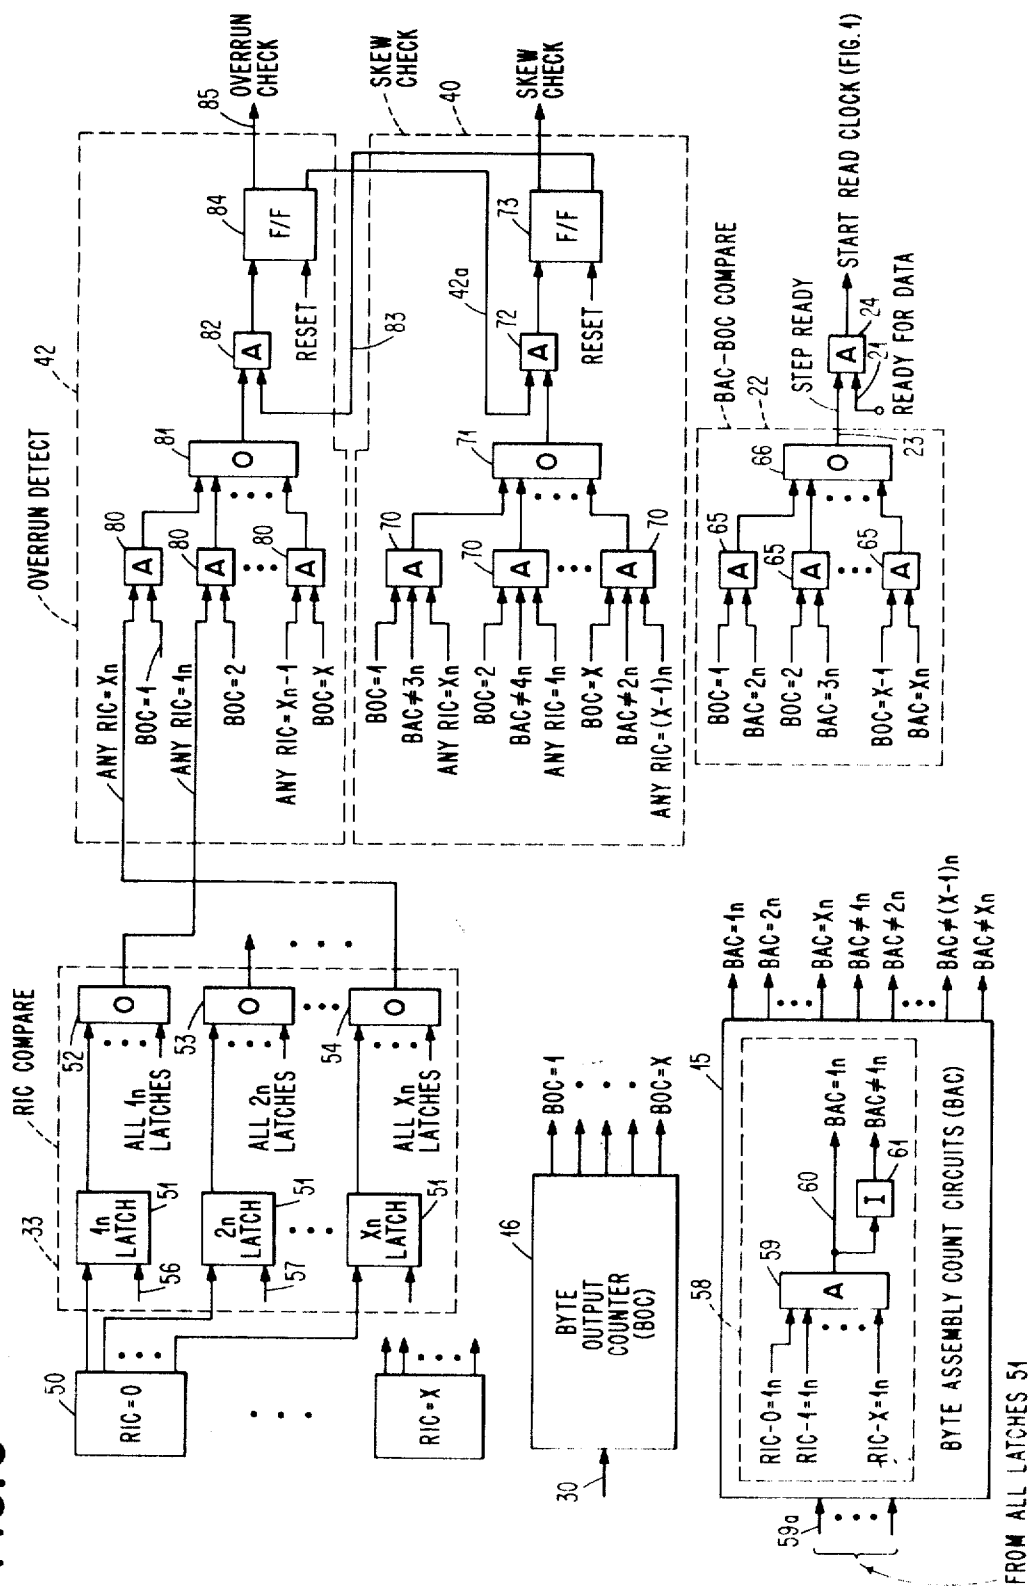 RIC COMPARE
33
50
RIC=0
RIC=X
1n
LATCH
51
56
2n
LATCH
51
57
Xn
LATCH
51
52
O
ALL 1n
LATCHES
53
O
ALL 2n
LATCHES
54
O
ALL Xn
LATCHES
OVERRUN DETECT
42
ANY RIC=Xn
BOC=1
ANY RIC=1n
BOC=2
ANY RIC=Xn-1
BOC=X
80
A
80
A
80
A
81
O
82
A
RESET
83
84
F/F
85
OVERRUN
CHECK
SKEW
CHECK
40
BOC=1
BAC≠3n
ANY RIC=Xn
BOC=2
BAC≠4n
ANY RIC=1n
BOC=X
BAC≠2n
ANY RIC=(X-1)n
70
A
70
A
70
A
71
O
72
A
42a
RESET
73
F/F
SKEW
CHECK
BAC-BOC COMPARE
22
BOC=1
BAC=2n
BOC=2
BAC=3n
BOC=X-1
BAC=Xn
65
A
65
A
65
A
66
O
23
STEP READY
A
24
21
READY FOR DATA
START READ CLOCK (FIG. 1)
30
16
BYTE
OUTPUT
COUNTER
(BOC)
BOC=1
BOC=X
15
58
RIC-0=1n
RIC-1=1n
RIC-X=1n
59
A
60
I
61
BAC=1n
BAC≠1n
BYTE ASSEMBLY COUNT CIRCUITS (BAC)
BAC=1n
BAC=2n
BAC=Xn
BAC≠1n
BAC≠2n
BAC≠(X-1)n
BAC≠Xn
59a
FROM ALL LATCHES 51